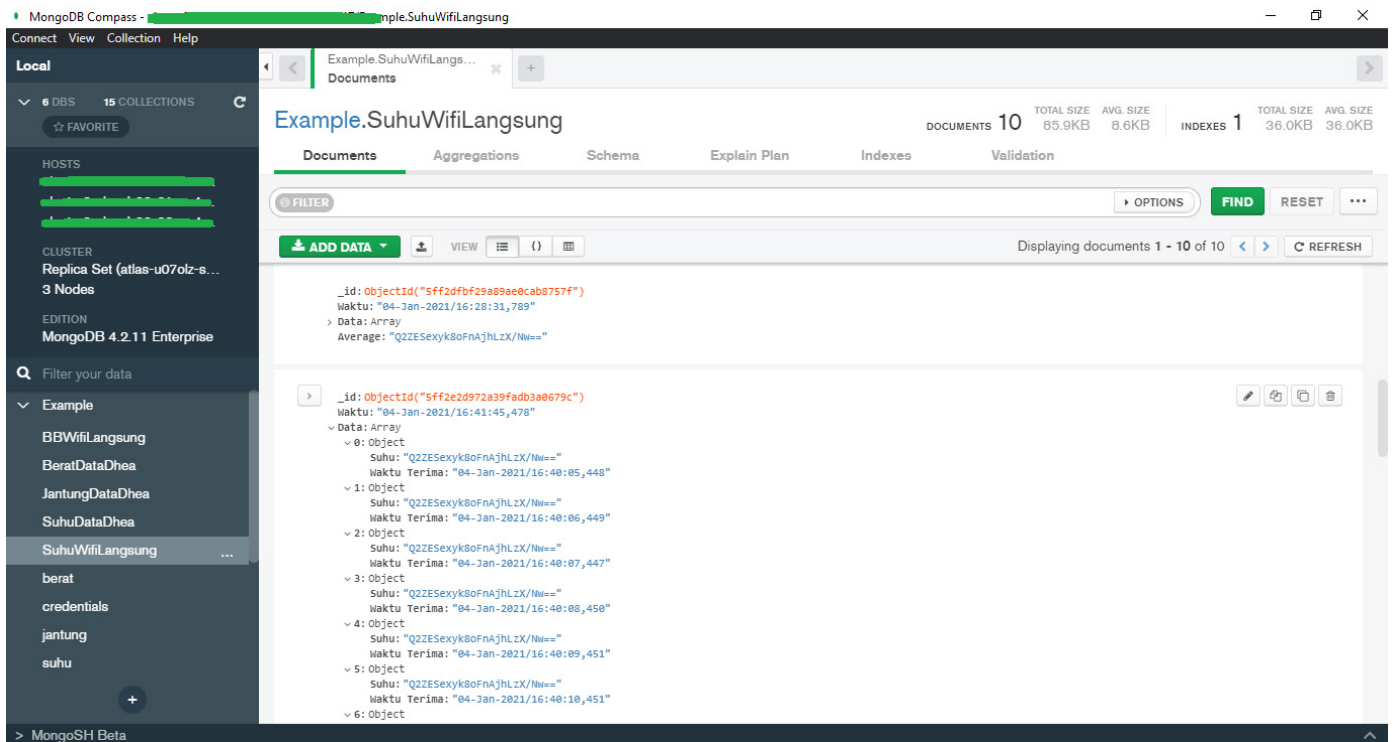 MongoDB Compass - mple.SuhuWifiLangsung
Connect View Collection Help
Local
6 DBS 15 COLLECTIONS
☆ FAVORITE
HOSTS
CLUSTER
Replica Set (atlas-u07olz-s...
3 Nodes
EDITION
MongoDB 4.2.11 Enterprise
Filter your data
Example
BBWifiLangsung
BeratDataDhea
JantungDataDhea
SuhuDataDhea
SuhuWifiLangsung ...
berat
credentials
jantung
suhu
+
> MongoSH Beta
Example.SuhuWifiLangs...
Documents
+
Example.SuhuWifiLangsung
DOCUMENTS 10 TOTAL SIZE 85.9KB AVG. SIZE 8.6KB INDEXES 1 TOTAL SIZE 36.0KB AVG. SIZE 36.0KB
Documents Aggregations Schema Explain Plan Indexes Validation
FILTER OPTIONS FIND RESET ...
ADD DATA VIEW {} Displaying documents 1 - 10 of 10 < > REFRESH
_id: ObjectId("5ff2dfbf29a89ae0cab8757f")
Waktu: "04-Jan-2021/16:28:31,789"
> Data: Array
Average: "Q2ZESexyk8oFnAjhLzX/Nw=="
_id: ObjectId("5ff2e2d972a39fadb3a0679c")
Waktu: "04-Jan-2021/16:41:45,478"
Data: Array
0: Object
Suhu: "Q2ZESexyk8oFnAjhLzX/Nw=="
Waktu Terima: "04-Jan-2021/16:40:05,448"
1: Object
Suhu: "Q2ZESexyk8oFnAjhLzX/Nw=="
Waktu Terima: "04-Jan-2021/16:40:06,449"
2: Object
Suhu: "Q2ZESexyk8oFnAjhLzX/Nw=="
Waktu Terima: "04-Jan-2021/16:40:07,447"
3: Object
Suhu: "Q2ZESexyk8oFnAjhLzX/Nw=="
Waktu Terima: "04-Jan-2021/16:40:08,450"
4: Object
Suhu: "Q2ZESexyk8oFnAjhLzX/Nw=="
Waktu Terima: "04-Jan-2021/16:40:09,451"
5: Object
Suhu: "Q2ZESexyk8oFnAjhLzX/Nw=="
Waktu Terima: "04-Jan-2021/16:40:10,451"
6: Object